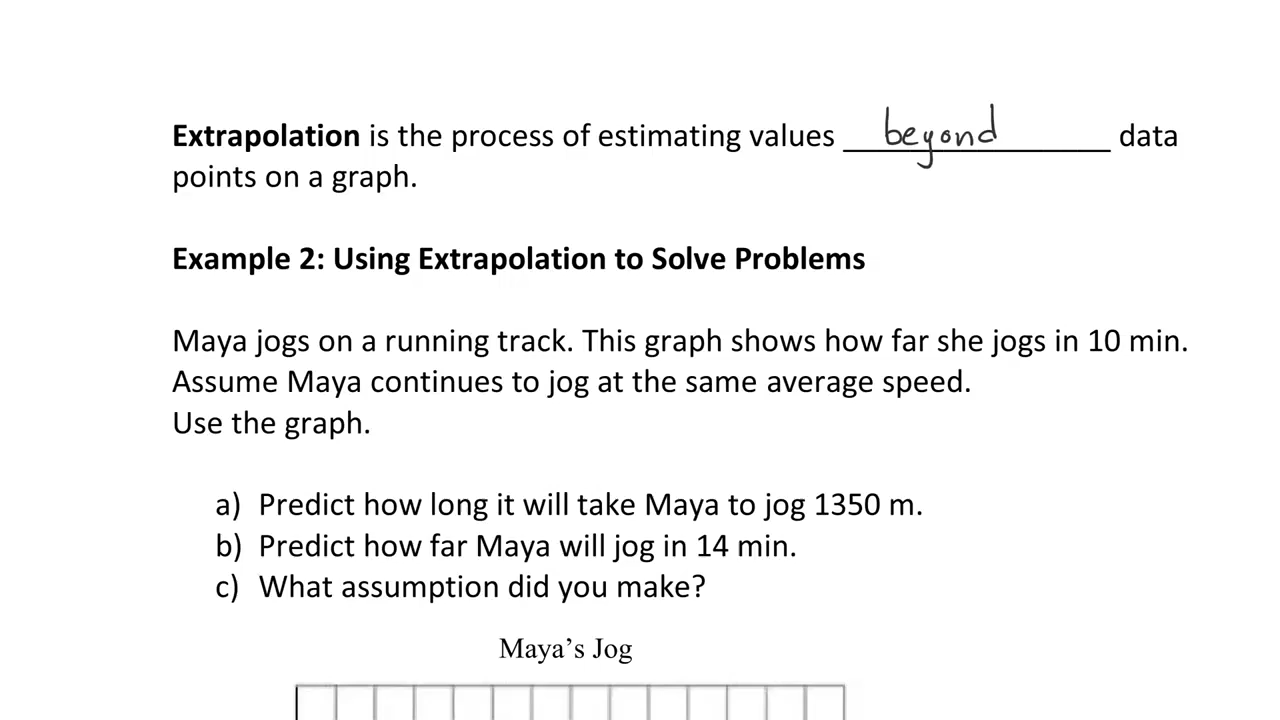 Extrapolation is the process of estimating values beyond data
points on a graph.
Example 2: Using Extrapolation to Solve Problems
Maya jogs on a running track. This graph shows how far she jogs in 10 min.
Assume Maya continues to jog at the same average speed.
Use the graph.
a) Predict how long it will take Maya to jog 1350 m.
b) Predict how far Maya will jog in 14 min.
c) What assumption did you make?
Maya’s Jog